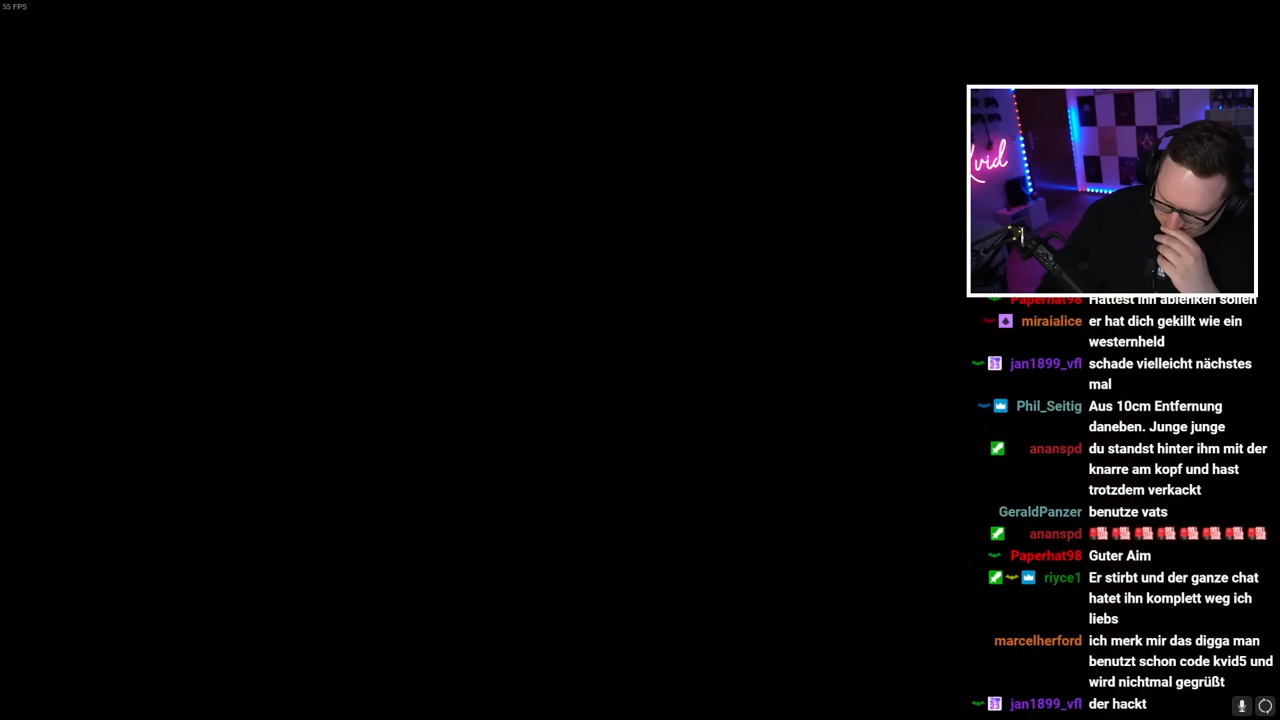 55 FPS
Kvid
Paperhat98 Hättest ihn ablenken sollen
miraialice er hat dich gekillt wie ein
westernheld
jan1899_vfl schade vielleicht nächstes
mal
Phil_Seitig Aus 10cm Entfernung
daneben. Junge junge
ananspd du standst hinter ihm mit der
knarre am kopf und hast
trotzdem verkackt
GeraldPanzer benutze vats
ananspd
Paperhat98 Guter Aim
riyce1 Er stirbt und der ganze chat
hatet ihn komplett weg ich
liebs
marcelherford ich merk mir das digga man
benutzt schon code kvid5 und
wird nichtmal gegrüßt
jan1899_vfl der hackt